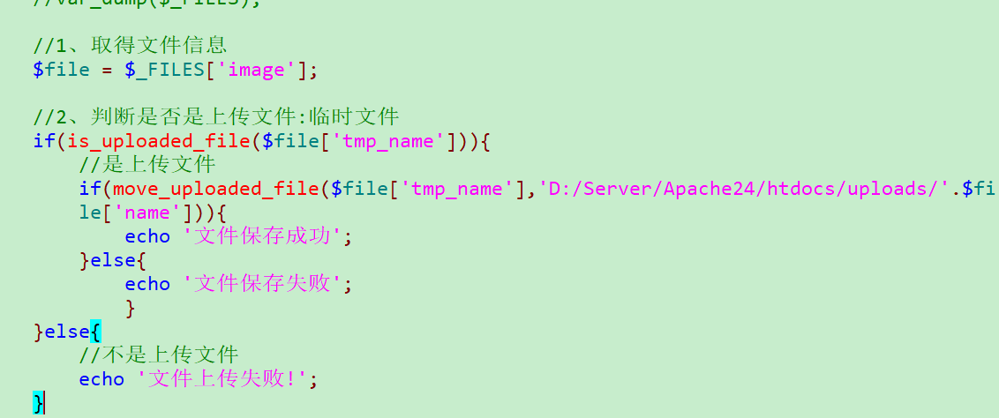 //var_dump($_FILES);
//1、取得文件信息
$file = $_FILES['image'];
//2、判断是否是上传文件:临时文件
if(is_uploaded_file($file['tmp_name'])){
//是上传文件
if(move_uploaded_file($file['tmp_name'],'D:/Server/Apache24/htdocs/uploads/'.$fi
le['name'])){
echo '文件保存成功';
}else{
echo '文件保存失败';
}
}else{
//不是上传文件
echo '文件上传失败!';
}